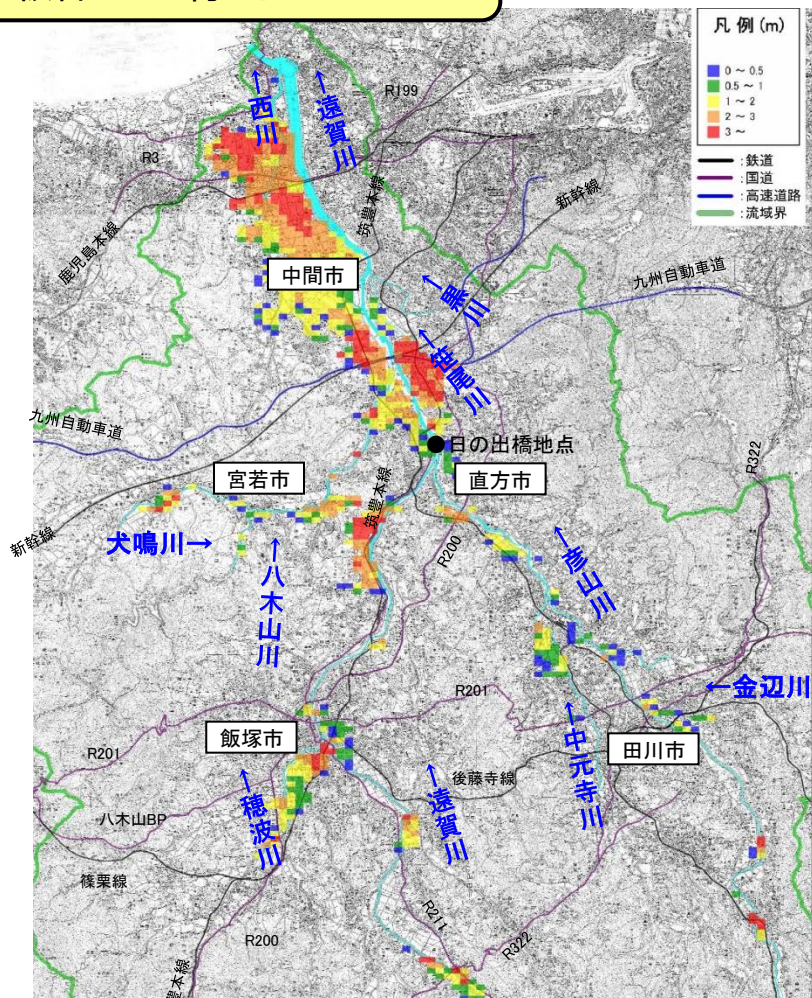 凡 例 (m)
0 ～ 0.5
0.5 ～ 1
1 ～ 2
2 ～ 3
3 ～
:鉄道
:国道
:高速道路
:流域界
←西川
←遠賀川
R199
R3
筑豊本線
新幹線
鹿児島本線
中間市
←黒川
九州自動車道
←笹尾川
九州自動車道
日の出橋地点
宮若市
直方市
筑豊本線
R322
新幹線
犬鳴川→
←八木山川
R200
←彦山川
R201
←金辺川
飯塚市
田川市
R201
←穂波川
←遠賀川
後藤寺線
←中元寺川
八木山BP
篠栗線
R211
R322
R200
豊本線